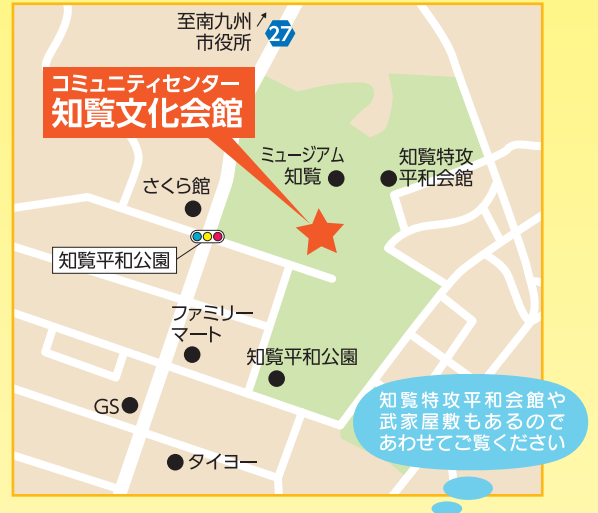 至南九州
市役所
27
コミュニティセンター
知覧文化会館
ミュージアム
知覧
知覧特攻
平和会館
さくら館
知覧平和公園
ファミリー
マート
知覧平和公園
GS
タイヨー
知覧特攻平和会館や
武家屋敷もあるので
あわせてご覧ください